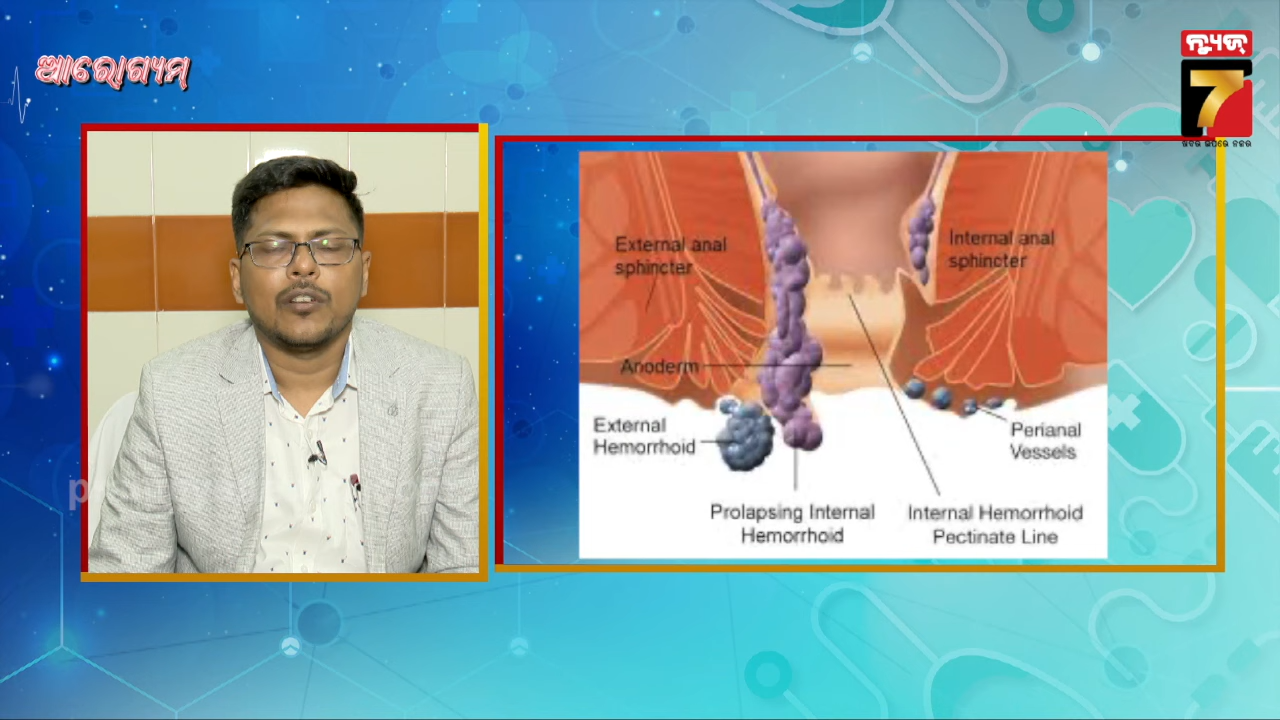 ଆରୋଗ୍ୟମ୍
ନ୍ୟୁଜ୍
7
External anal
sphincter
Internal anal
sphincter
Anoderm
External
Hemorrhoid
Perianal
Vessels
Prolapsing Internal
Hemorrhoid
Internal Hemorrhoid
Pectinate Line